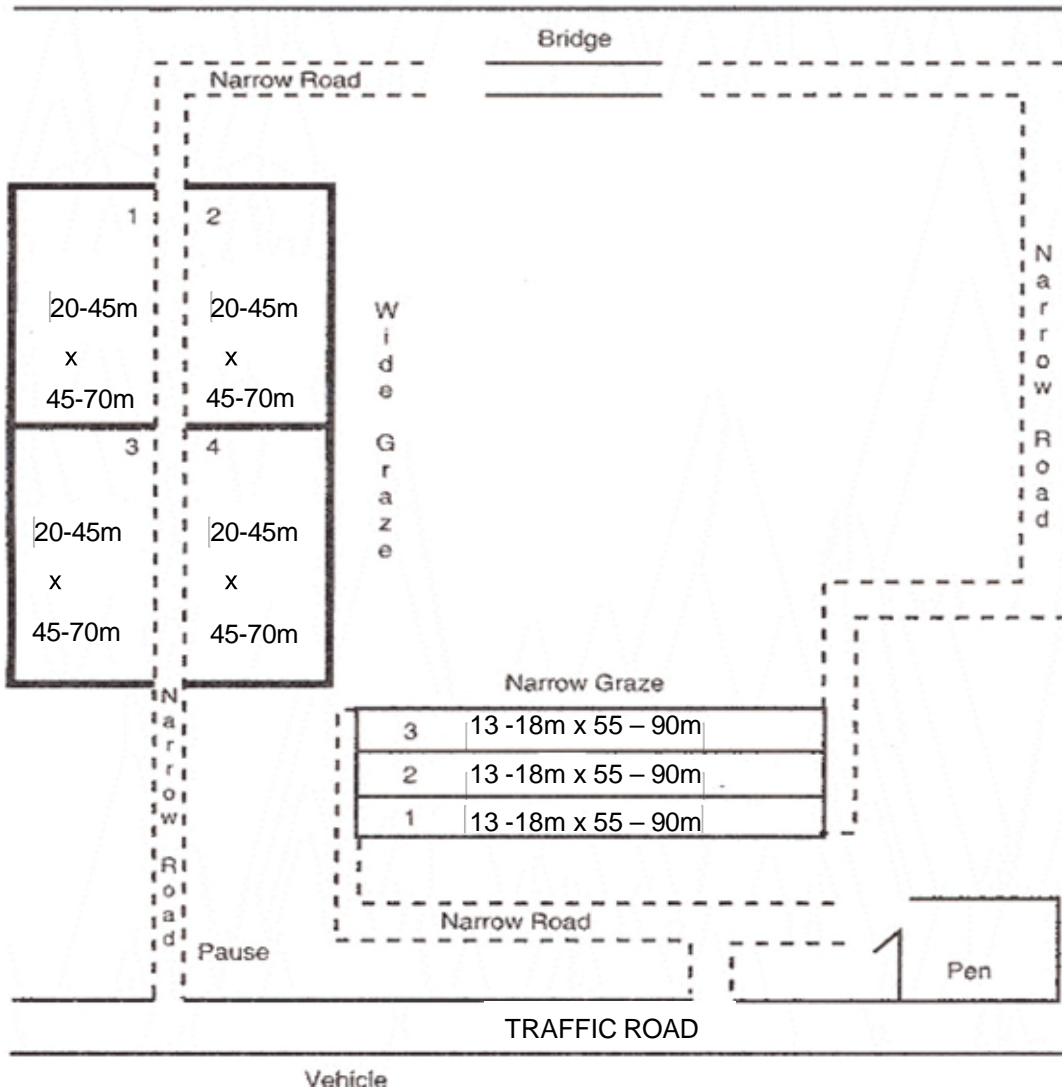 Bridge
Narrow Road
1
2
20-45m
x
45-70m
20-45m
x
45-70m
Wide Graze
Narrow Road
3
4
20-45m
x
45-70m
20-45m
x
45-70m
Narrow Graze
3 13 -18m x 55 – 90m
2 13 -18m x 55 – 90m
1 13 -18m x 55 – 90m
Narrow Road
Narrow Road
Pause
Pen
TRAFFIC ROAD
Vehicle